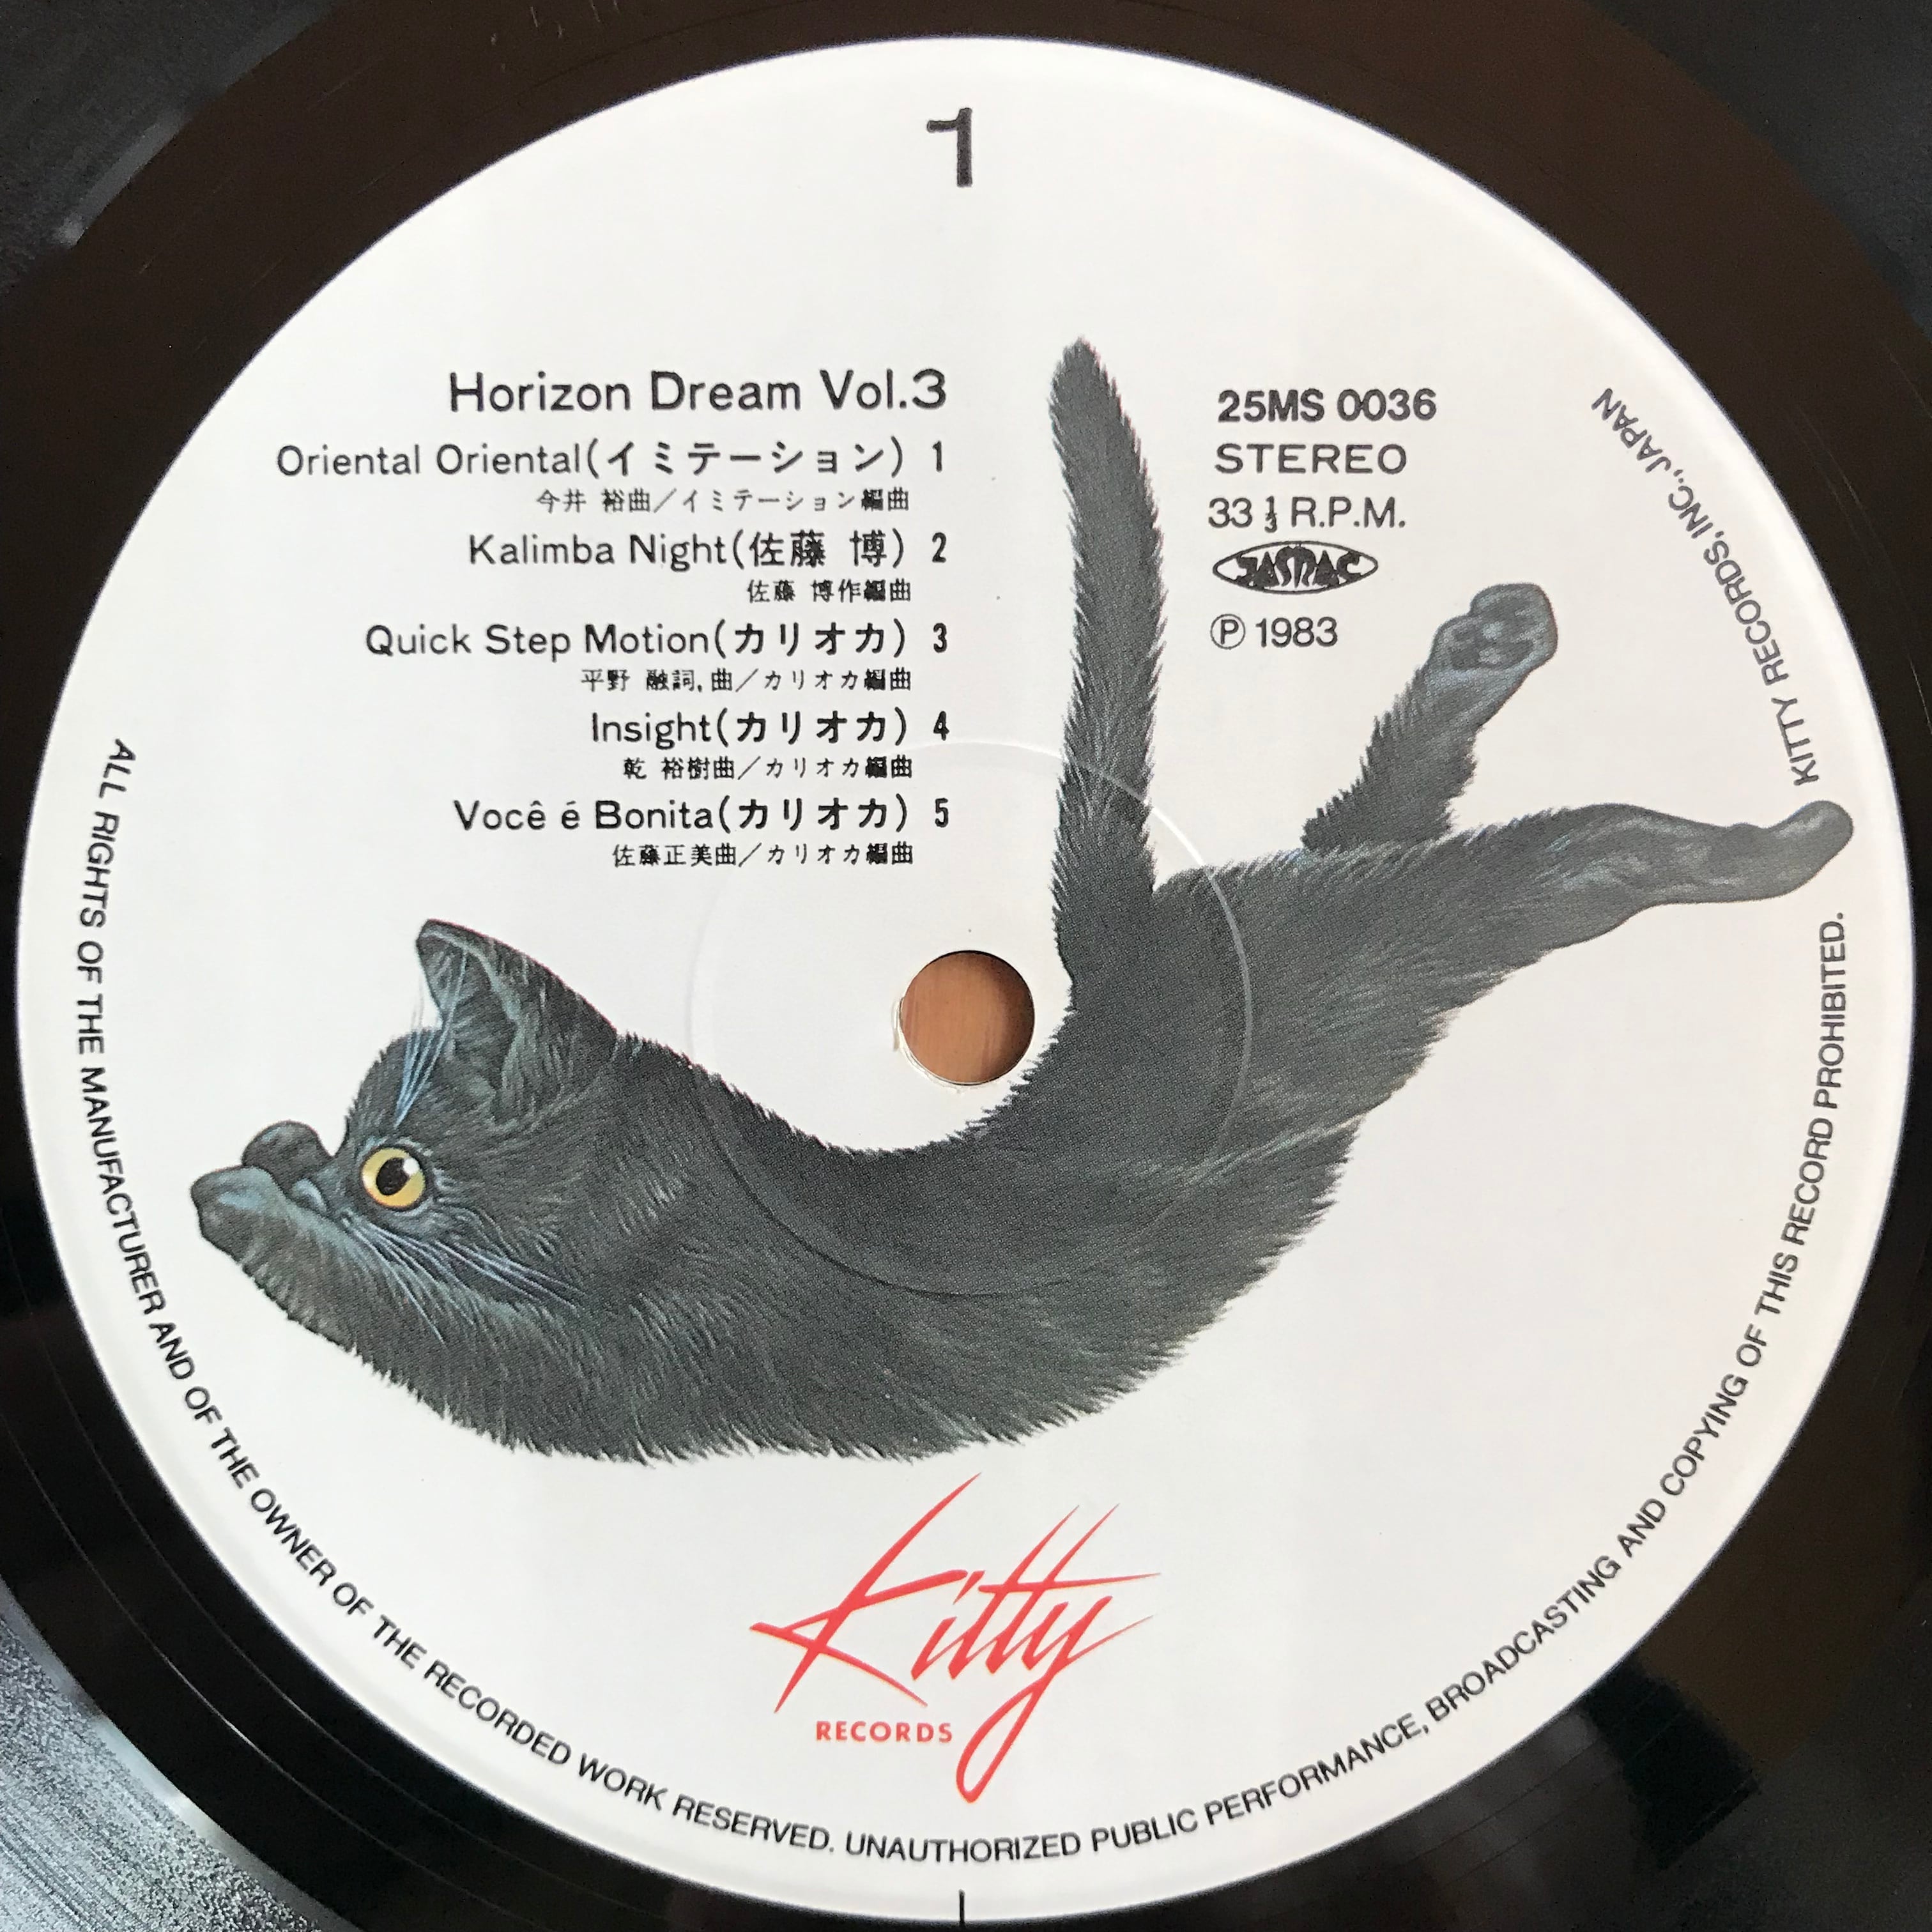 1
Horizon Dream Vol.3
Oriental Oriental(イミテーション) 1
今井 裕曲／イミテーション編曲
Kalimba Night(佐藤 博) 2
佐藤 博作編曲
Quick Step Motion(カリオカ) 3
平野 融詞,曲／カリオカ編曲
Insight(カリオカ) 4
乾 裕樹曲／カリオカ編曲
Você é Bonita(カリオカ) 5
佐藤正美曲／カリオカ編曲
25MS 0036
STEREO
33 1/3 R.P.M.
JASRAC
Ⓟ 1983
Kitty
RECORDS
ALL RIGHTS OF THE MANUFACTURER AND OF THE OWNER OF THE RECORDED WORK RESERVED. UNAUTHORIZED PUBLIC PERFORMANCE, BROADCASTING AND COPYING OF THIS RECORD PROHIBITED.
KITTY RECORDS, INC., JAPAN